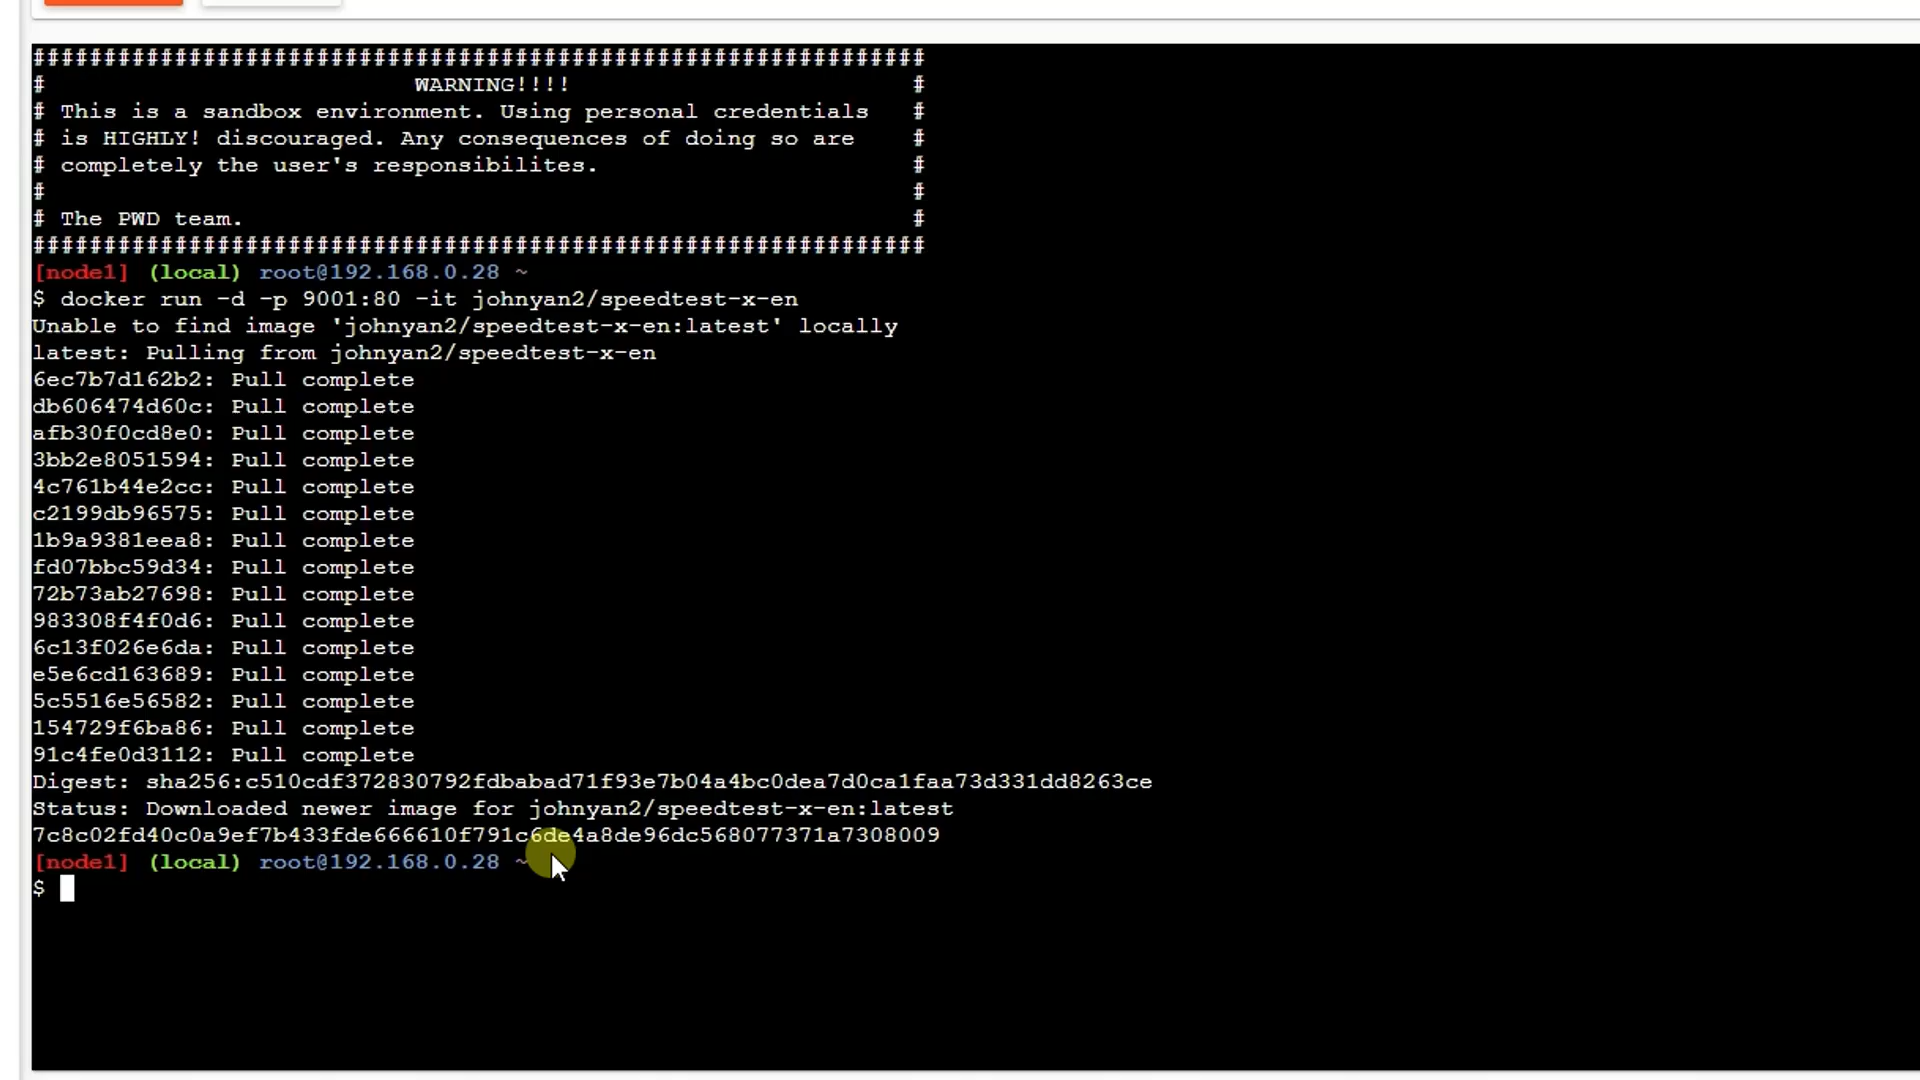 ###############################################################
#                          WARNING!!!!                        #
# This is a sandbox environment. Using personal credentials   #
# is HIGHLY! discouraged. Any consequences of doing so are    #
# completely the user's responsibilites.                      #
#                                                             #
# The PWD team.                                               #
###############################################################
[node1] (local) root@192.168.0.28 ~
$ docker run -d -p 9001:80 -it johnyan2/speedtest-x-en
Unable to find image 'johnyan2/speedtest-x-en:latest' locally
latest: Pulling from johnyan2/speedtest-x-en
6ec7b7d162b2: Pull complete
db606474d60c: Pull complete
afb30f0cd8e0: Pull complete
3bb2e8051594: Pull complete
4c761b44e2cc: Pull complete
c2199db96575: Pull complete
1b9a9381eea8: Pull complete
fd07bbc59d34: Pull complete
72b73ab27698: Pull complete
983308f4f0d6: Pull complete
6c13f026e6da: Pull complete
e5e6cd163689: Pull complete
5c5516e56582: Pull complete
154729f6ba86: Pull complete
91c4fe0d3112: Pull complete
Digest: sha256:c510cdf372830792fdbabad71f93e7b04a4bc0dea7d0ca1faa73d331dd8263ce
Status: Downloaded newer image for johnyan2/speedtest-x-en:latest
7c8c02fd40c0a9ef7b433fde666610f791c6de4a8de96dc568077371a7308009
[node1] (local) root@192.168.0.28 ~
$